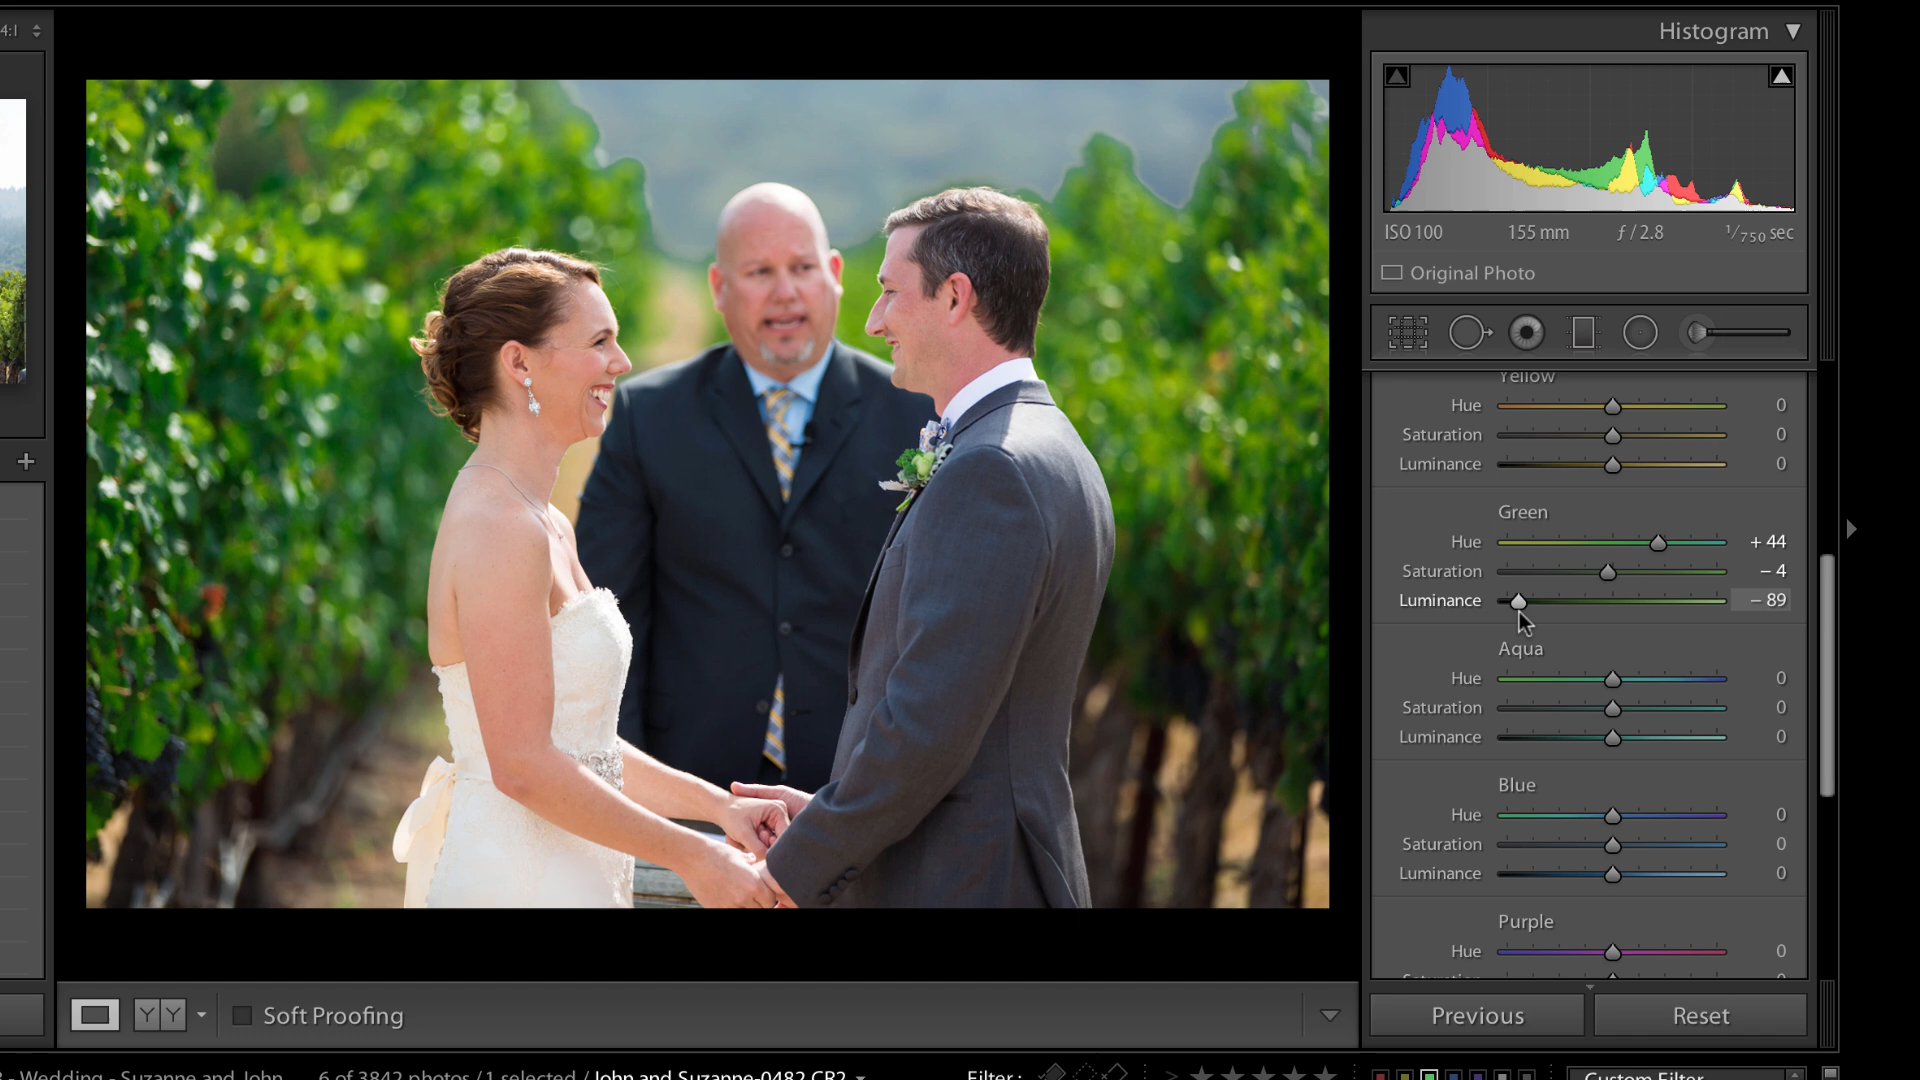 4:1
Histogram
ISO 100 155 mm ƒ / 2.8 1/750 sec
Original Photo
Yellow
Hue 0
Saturation 0
Luminance 0
Green
Hue + 44
Saturation – 4
Luminance – 89
Aqua
Hue 0
Saturation 0
Luminance 0
Blue
Hue 0
Saturation 0
Luminance 0
Purple
Hue 0
Saturation 0
Y Y Soft Proofing
Previous Reset
- Wedding - Suzanne and John 6 of 3842 photos / 1 selected / John and Suzanne-0482.CR2 Filter : Custom Filter